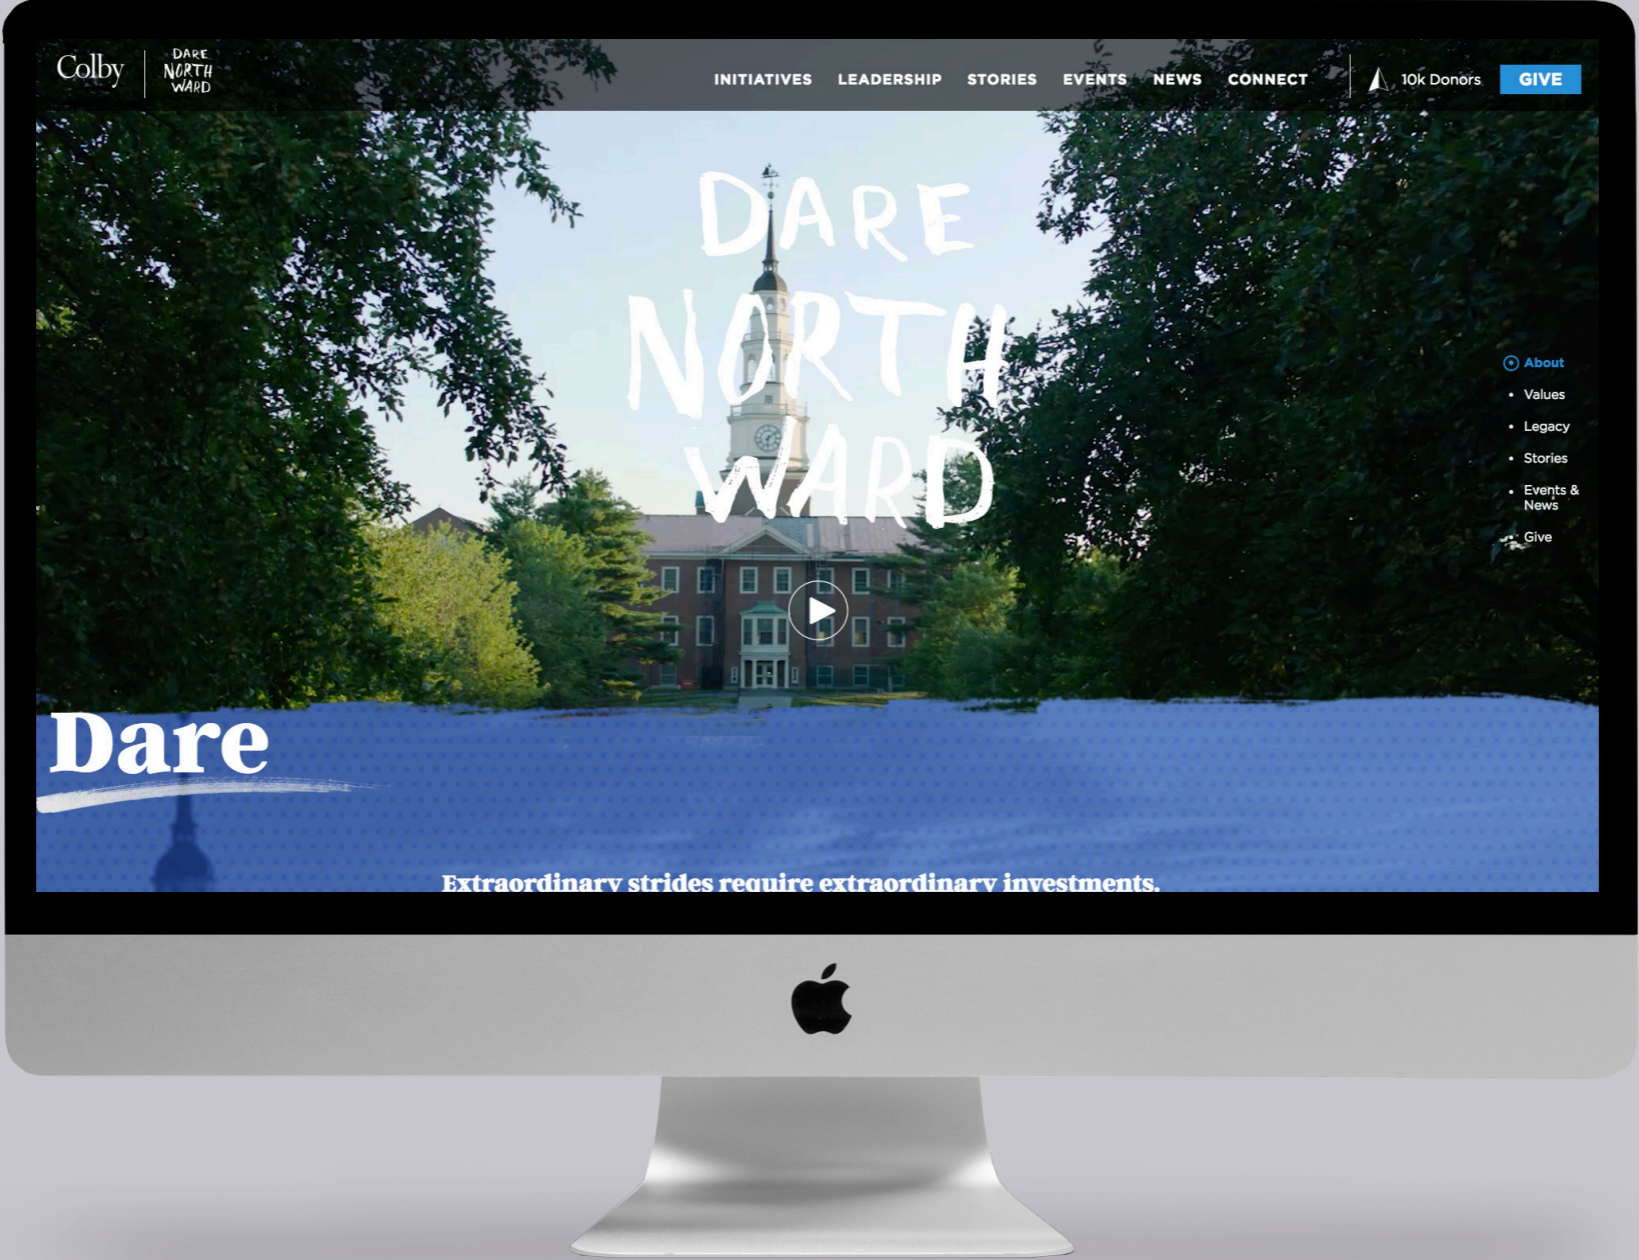 Colby
DARE
NORTH
WARD
INITIATIVES LEADERSHIP STORIES EVENTS NEWS CONNECT
10k Donors
GIVE
DARE
NORTH
WARD
About
Values
Legacy
Stories
Events &
News
Give
Dare
Extraordinary strides require extraordinary investments.